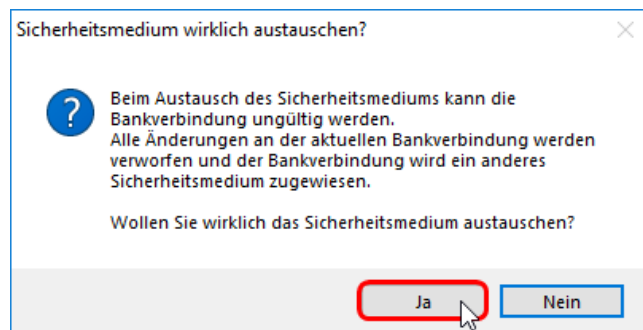 Sicherheitsmedium wirklich austauschen?
Beim Austausch des Sicherheitsmediums kann die
Bankverbindung ungültig werden.
Alle Änderungen an der aktuellen Bankverbindung werden
verworfen und der Bankverbindung wird ein anderes
Sicherheitsmedium zugewiesen.
Wollen Sie wirklich das Sicherheitsmedium austauschen?
Ja
Nein